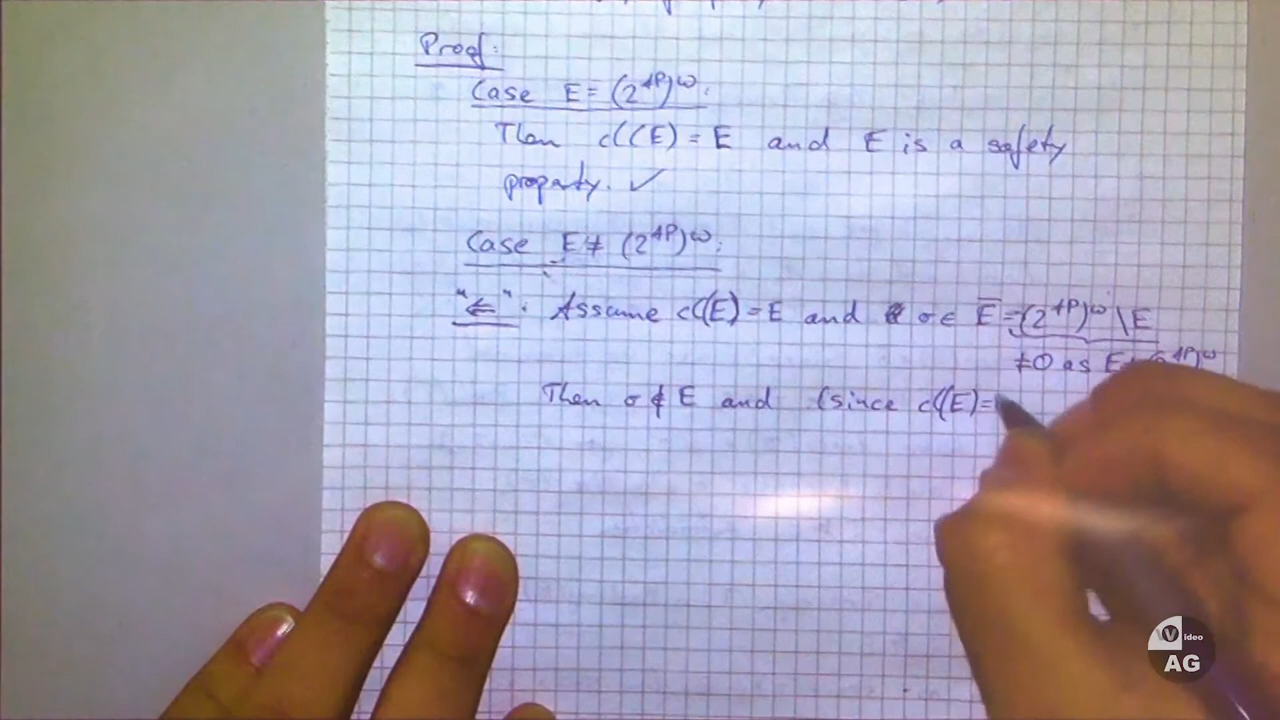 Proof:
Case E = (2^AP)^ω:
Then cl(E) = E and E is a safety
property. ✓
Case E ≠ (2^AP)^ω:
"⇐": Assume cl(E) = E and σ ∈ E̅ = (2^AP)^ω \ E
≠ ∅ as E ≠ (2^AP)^ω
Then σ ∉ E and (since cl(E) =
Video
AG